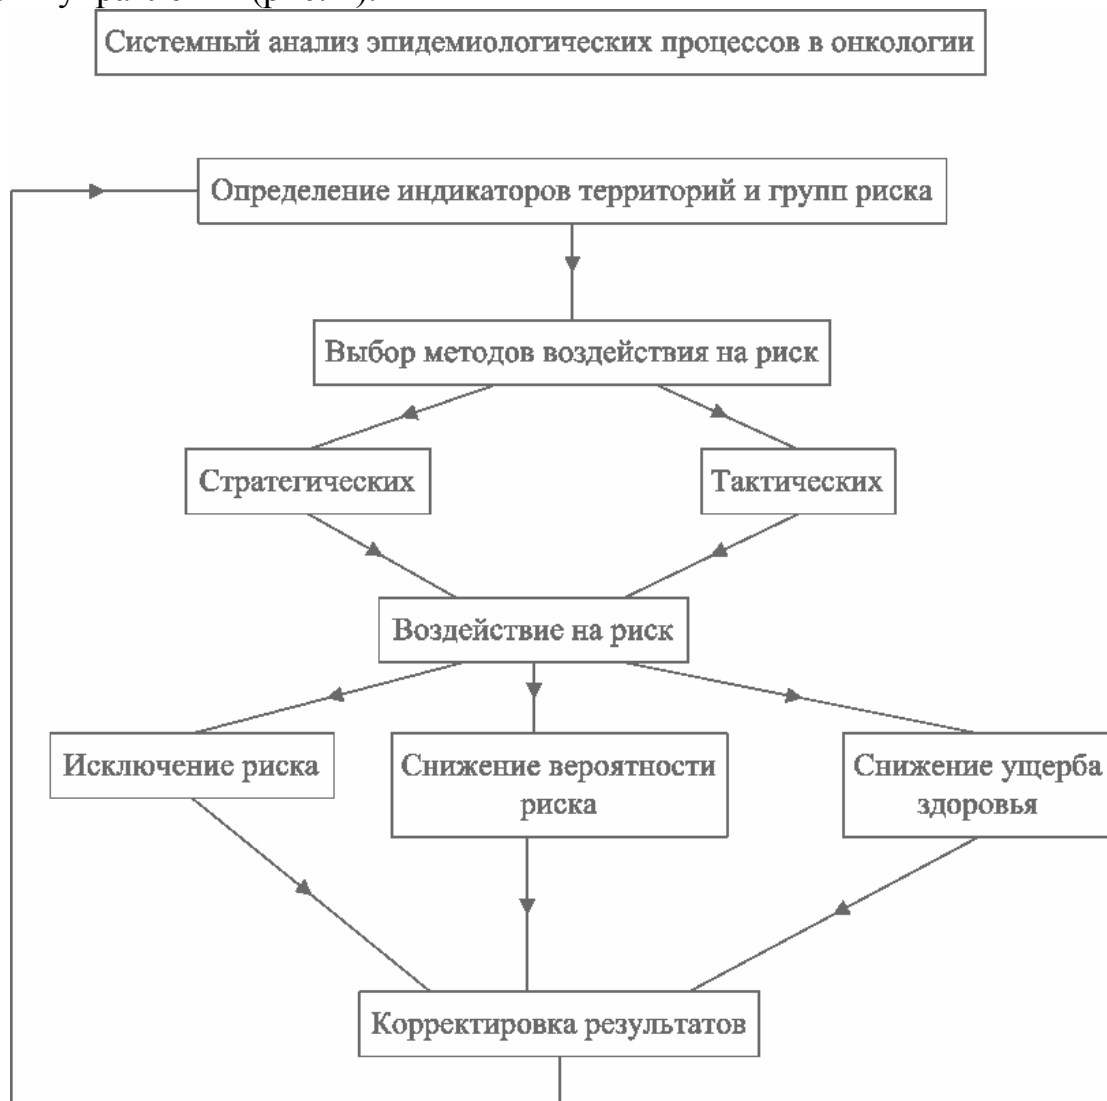 Системный анализ эпидемиологических процессов в онкологии
Определение индикаторов территорий и групп риска
Выбор методов воздействия на риск
Стратегических
Тактических
Воздействие на риск
Исключение риска
Снижение вероятности
риска
Снижение ущерба
здоровья
Корректировка результатов